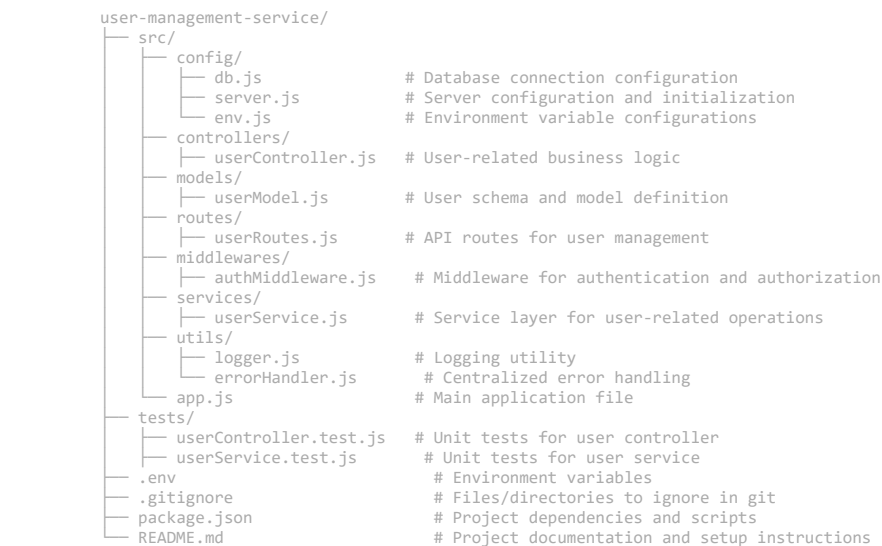 user-management-service/
├── src/
│   ├── config/
│   │   ├── db.js              # Database connection configuration
│   │   ├── server.js          # Server configuration and initialization
│   │   └── env.js             # Environment variable configurations
│   ├── controllers/
│   │   ├── userController.js  # User-related business logic
│   ├── models/
│   │   ├── userModel.js       # User schema and model definition
│   ├── routes/
│   │   ├── userRoutes.js      # API routes for user management
│   ├── middlewares/
│   │   ├── authMiddleware.js   # Middleware for authentication and authorization
│   ├── services/
│   │   ├── userService.js      # Service layer for user-related operations
│   ├── utils/
│   │   ├── logger.js           # Logging utility
│   │   └── errorHandler.js      # Centralized error handling
│   └── app.js                  # Main application file
├── tests/
│   ├── userController.test.js  # Unit tests for user controller
│   ├── userService.test.js      # Unit tests for user service
├── .env                          # Environment variables
├── .gitignore                    # Files/directories to ignore in git
├── package.json                  # Project dependencies and scripts
└── README.md                     # Project documentation and setup instructions